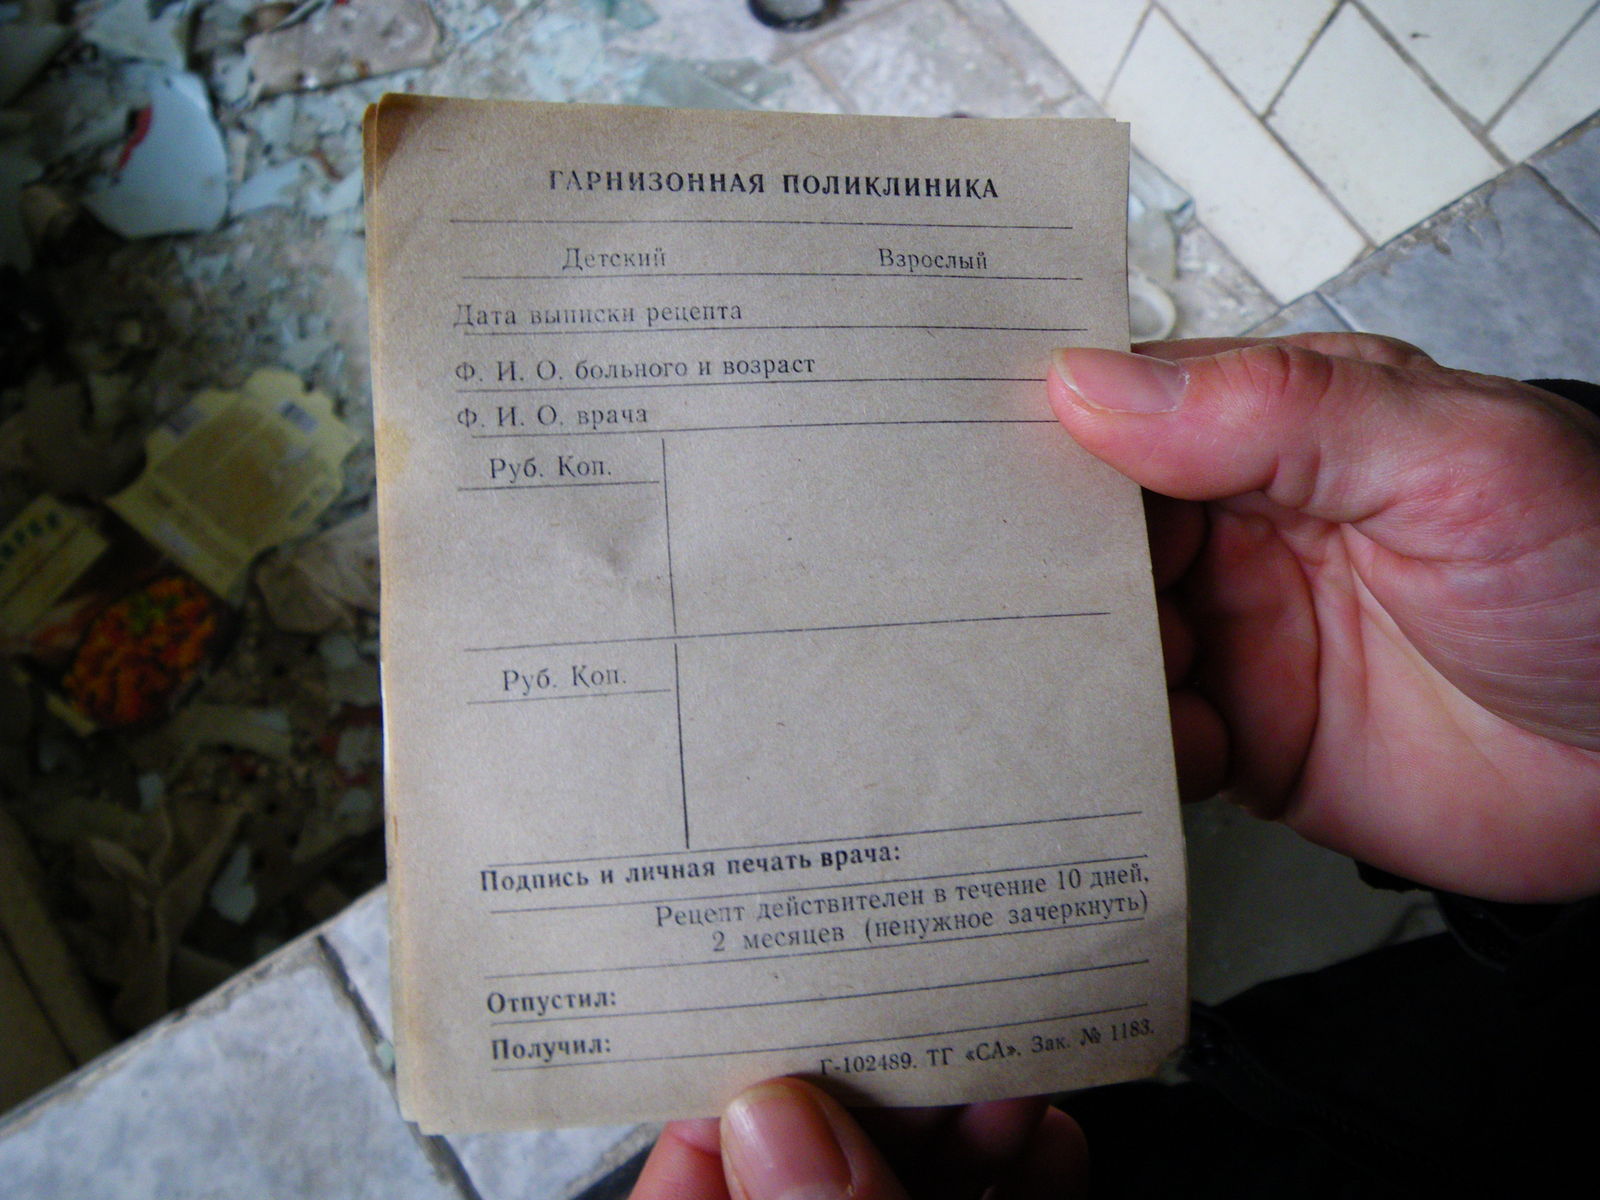 ГАРНИЗОННАЯ ПОЛИКЛИНИКА
Детский Взрослый
Дата выписки рецепта
Ф. И. О. больного и возраст
Ф. И. О. врача
Руб. Коп.
Руб. Коп.
Подпись и личная печать врача:
Рецепт действителен в течение 10 дней,
2 месяцев (ненужное зачеркнуть)
Отпустил:
Получил:
Г-102489. ТГ «СА». Зак. № 1183.